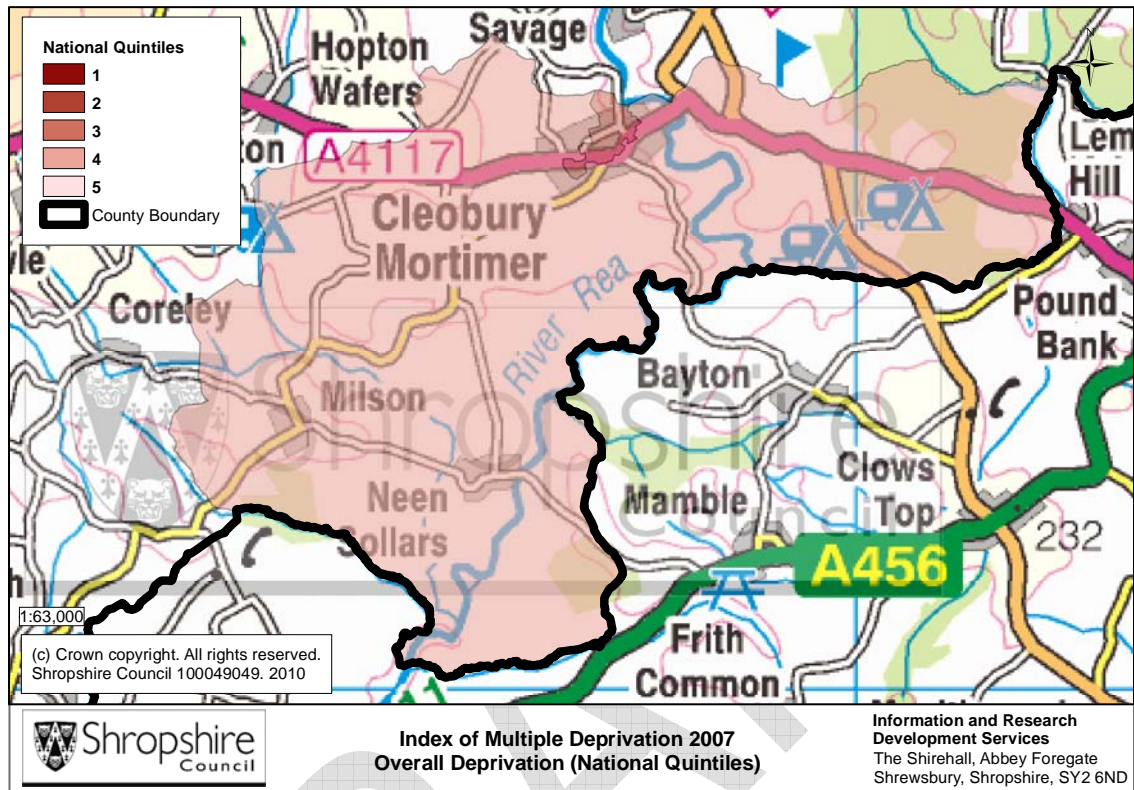 National Quintiles
1
2
3
4
5
County Boundary
N
Hopton
Wafers
Savage
ton
A4117
Lem
Hill
Cleobury
Mortimer
River Rea
Coreley
Pound
Bank
Milson
Bayton
Shropshire
Council
Neen
Sollars
Mamble
Clows
Top
232
A456
Frith
Common
1:63,000
(c) Crown copyright. All rights reserved.
Shropshire Council 100049049. 2010
Shropshire
Council
Index of Multiple Deprivation 2007
Overall Deprivation (National Quintiles)
Information and Research
Development Services
The Shirehall, Abbey Foregate
Shrewsbury, Shropshire, SY2 6ND